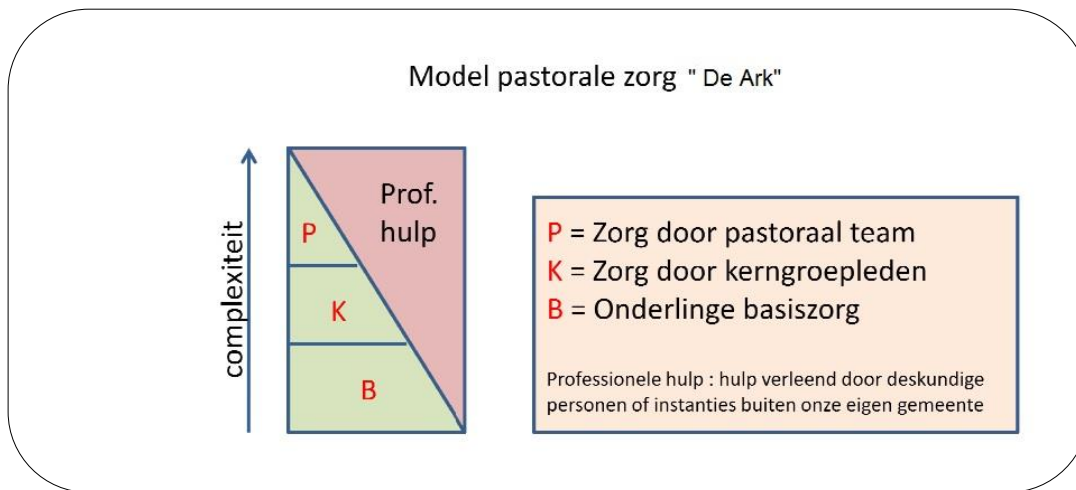 Model pastorale zorg " De Ark"
complexiteit
Prof.
hulp
P
K
B
P = Zorg door pastoraal team
K = Zorg door kerngroepleden
B = Onderlinge basiszorg
Professionele hulp : hulp verleend door deskundige
personen of instanties buiten onze eigen gemeente